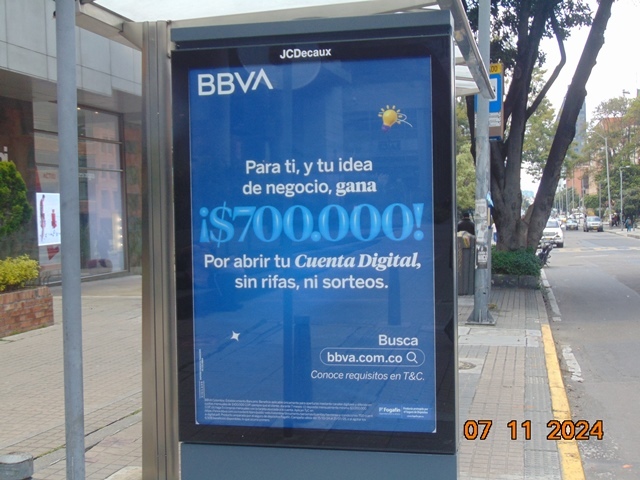 JCDecaux
BBVA
Para ti, y tu idea
de negocio, gana
¡$700.000!
Por abrir tu Cuenta Digital,
sin rifas, ni sorteos.
Busca
bbva.com.co
Conoce requisitos en T&C.
Fogafín
07 11 2024